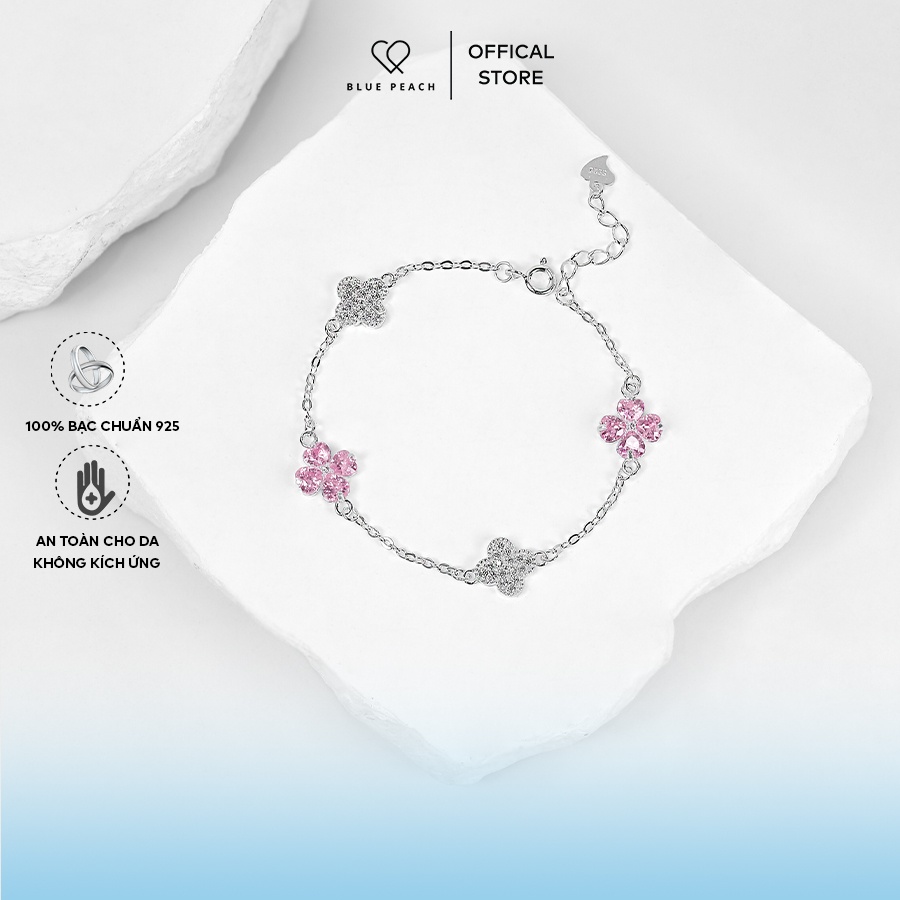 BLUE PEACH
OFFICAL
STORE
100% BẠC CHUẨN 925
AN TOÀN CHO DA
KHÔNG KÍCH ỨNG